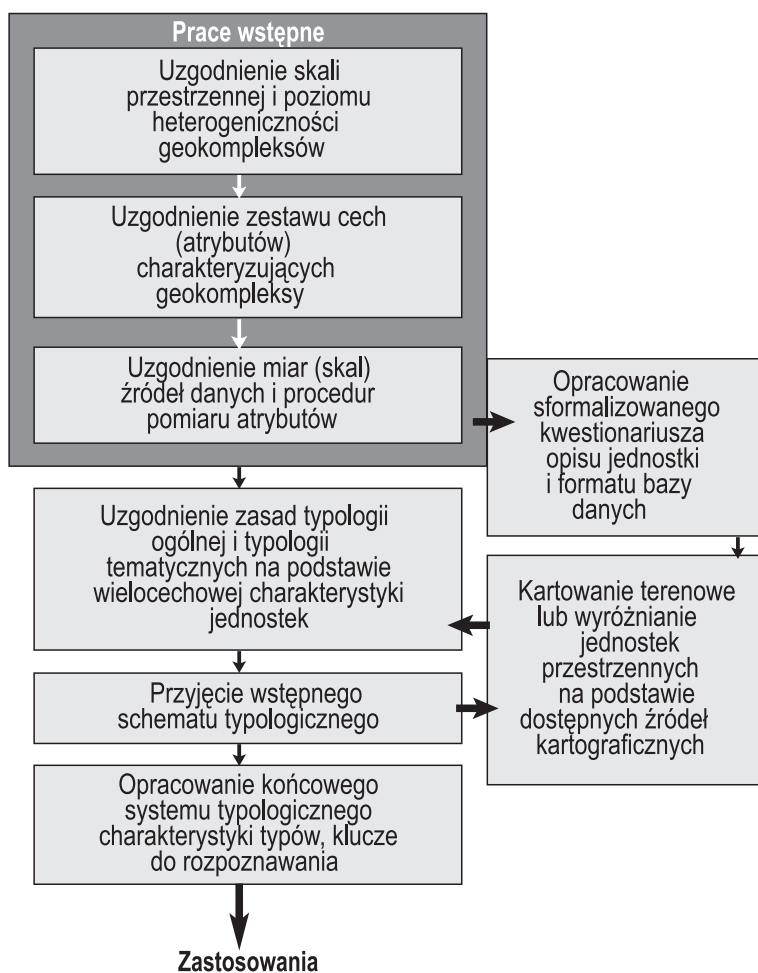 Prace wstępne
Uzgodnienie skali
przestrzennej i poziomu
heterogeniczności
geokompleksów
Uzgodnienie zestawu cech
(atrybutów)
charakteryzujących
geokompleksy
Uzgodnienie miar (skal)
źródeł danych i procedur
pomiaru atrybutów
Opracowanie
sformalizowanego
kwestionariusza
opisu jednostki
i formatu bazy
danych
Uzgodnienie zasad typologii
ogólnej i typologii
tematycznych na podstawie
wielocechowej charakterystyki
jednostek
Kartowanie terenowe
lub wyróżnianie
jednostek
przestrzennych
na podstawie
dostępnych źródeł
kartograficznych
Przyjęcie wstępnego
schematu typologicznego
Opracowanie końcowego
systemu typologicznego
charakterystyki typów, klucze
do rozpoznawania
Zastosowania